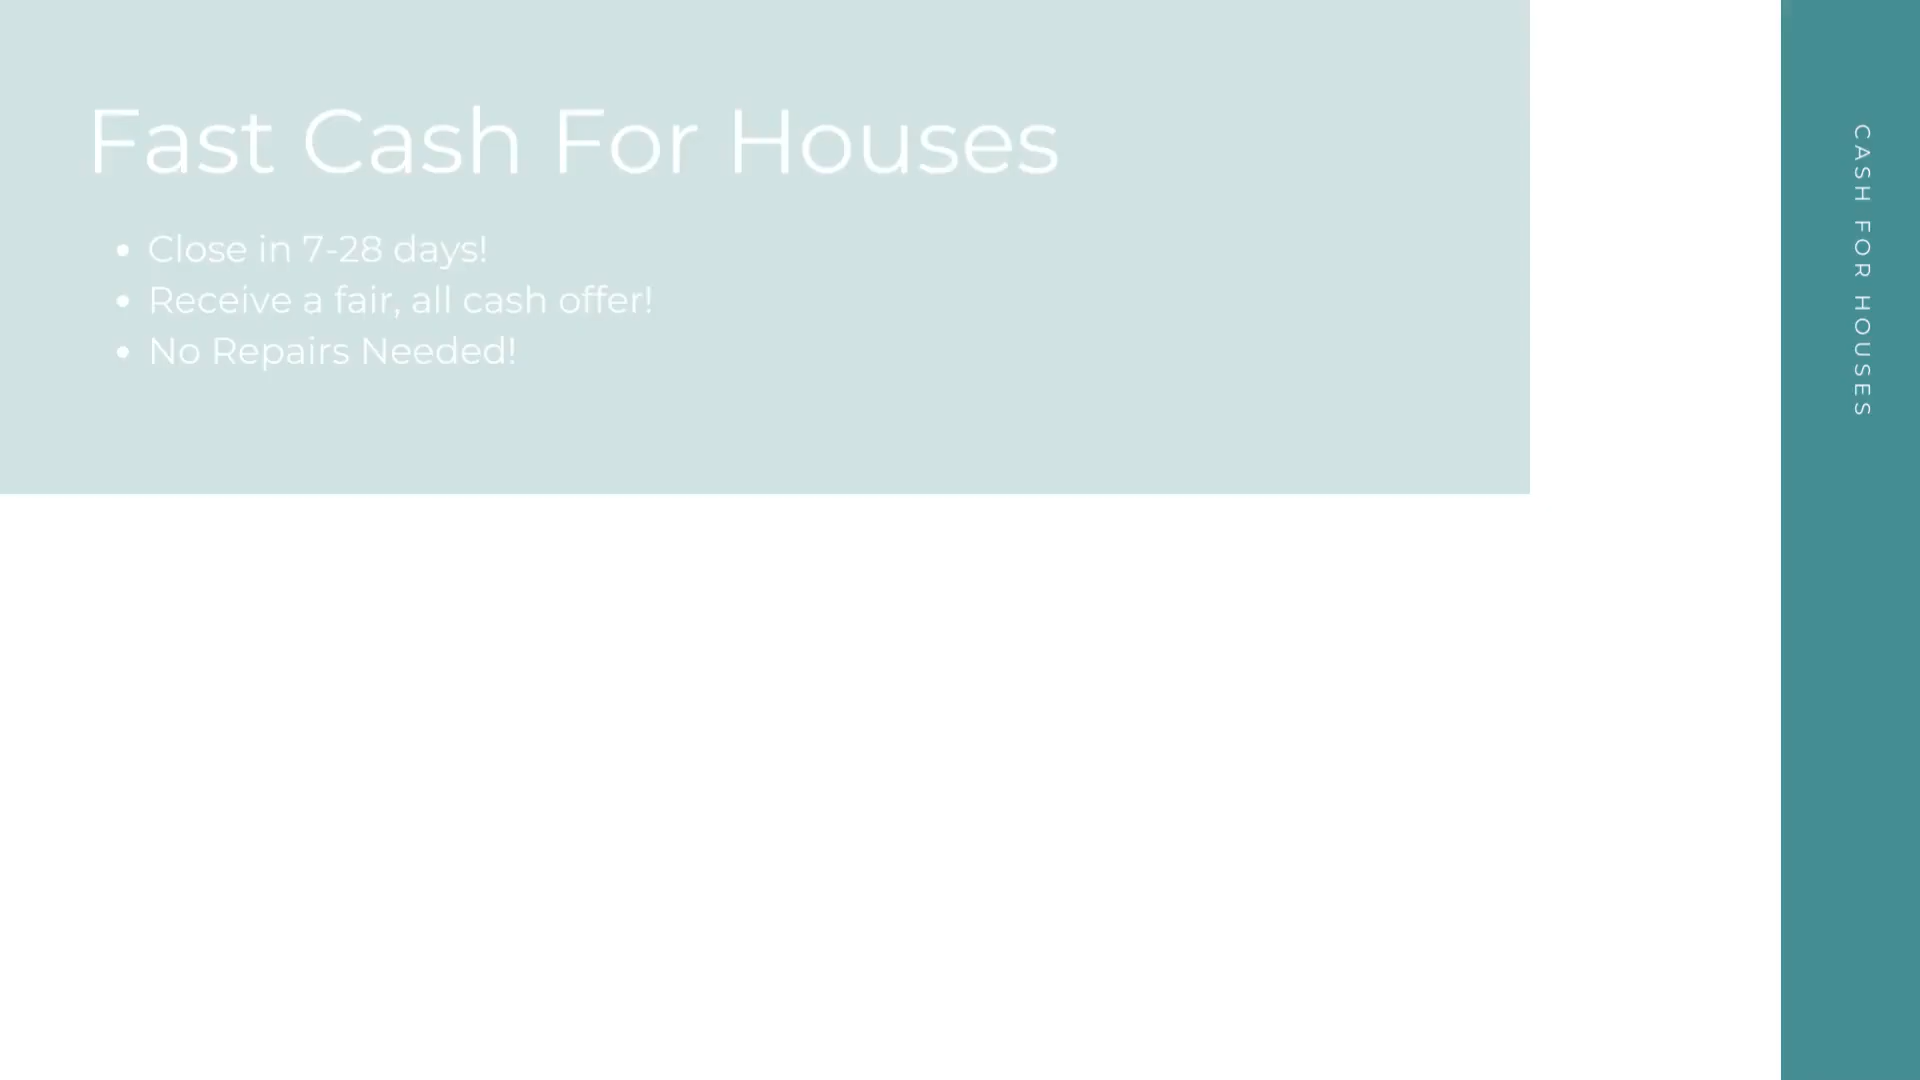 Fast Cash For Houses
• Close in 7-28 days!
• Receive a fair, all cash offer!
• No Repairs Needed!
CASH FOR HOUSES